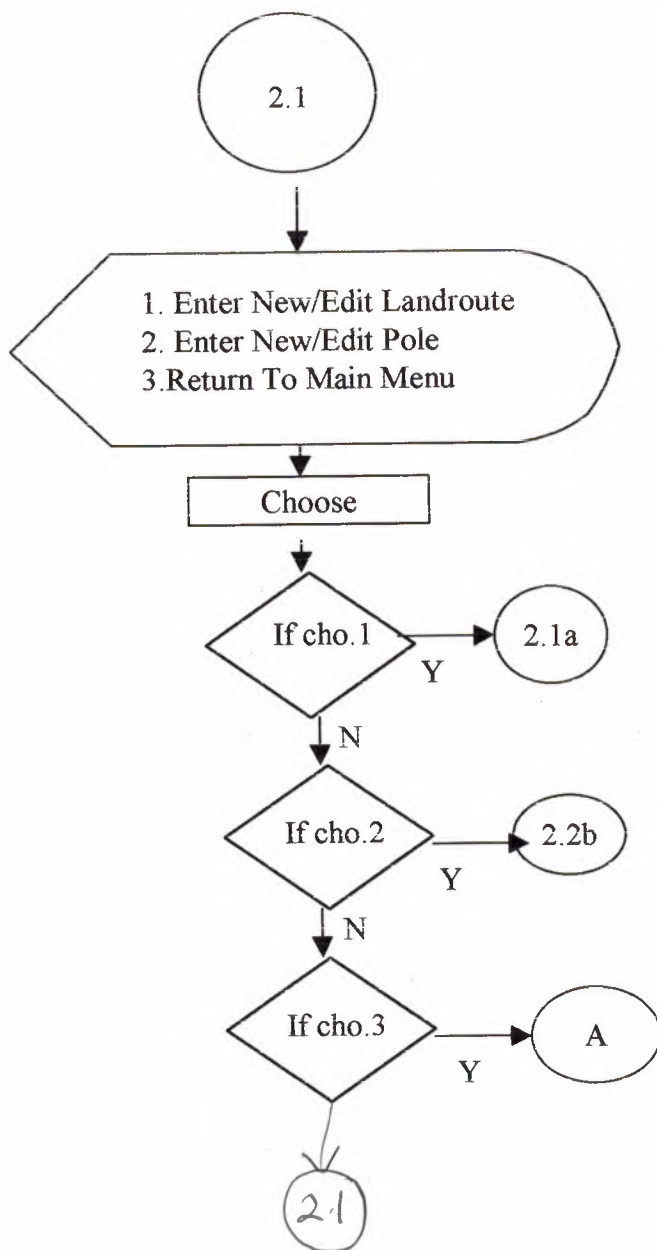 2.1
1. Enter New/Edit Landroute
2. Enter New/Edit Pole
3.Return To Main Menu
Choose
If cho.1
2.1a
Y
N
If cho.2
2.2b
Y
N
If cho.3
A
Y
2.1